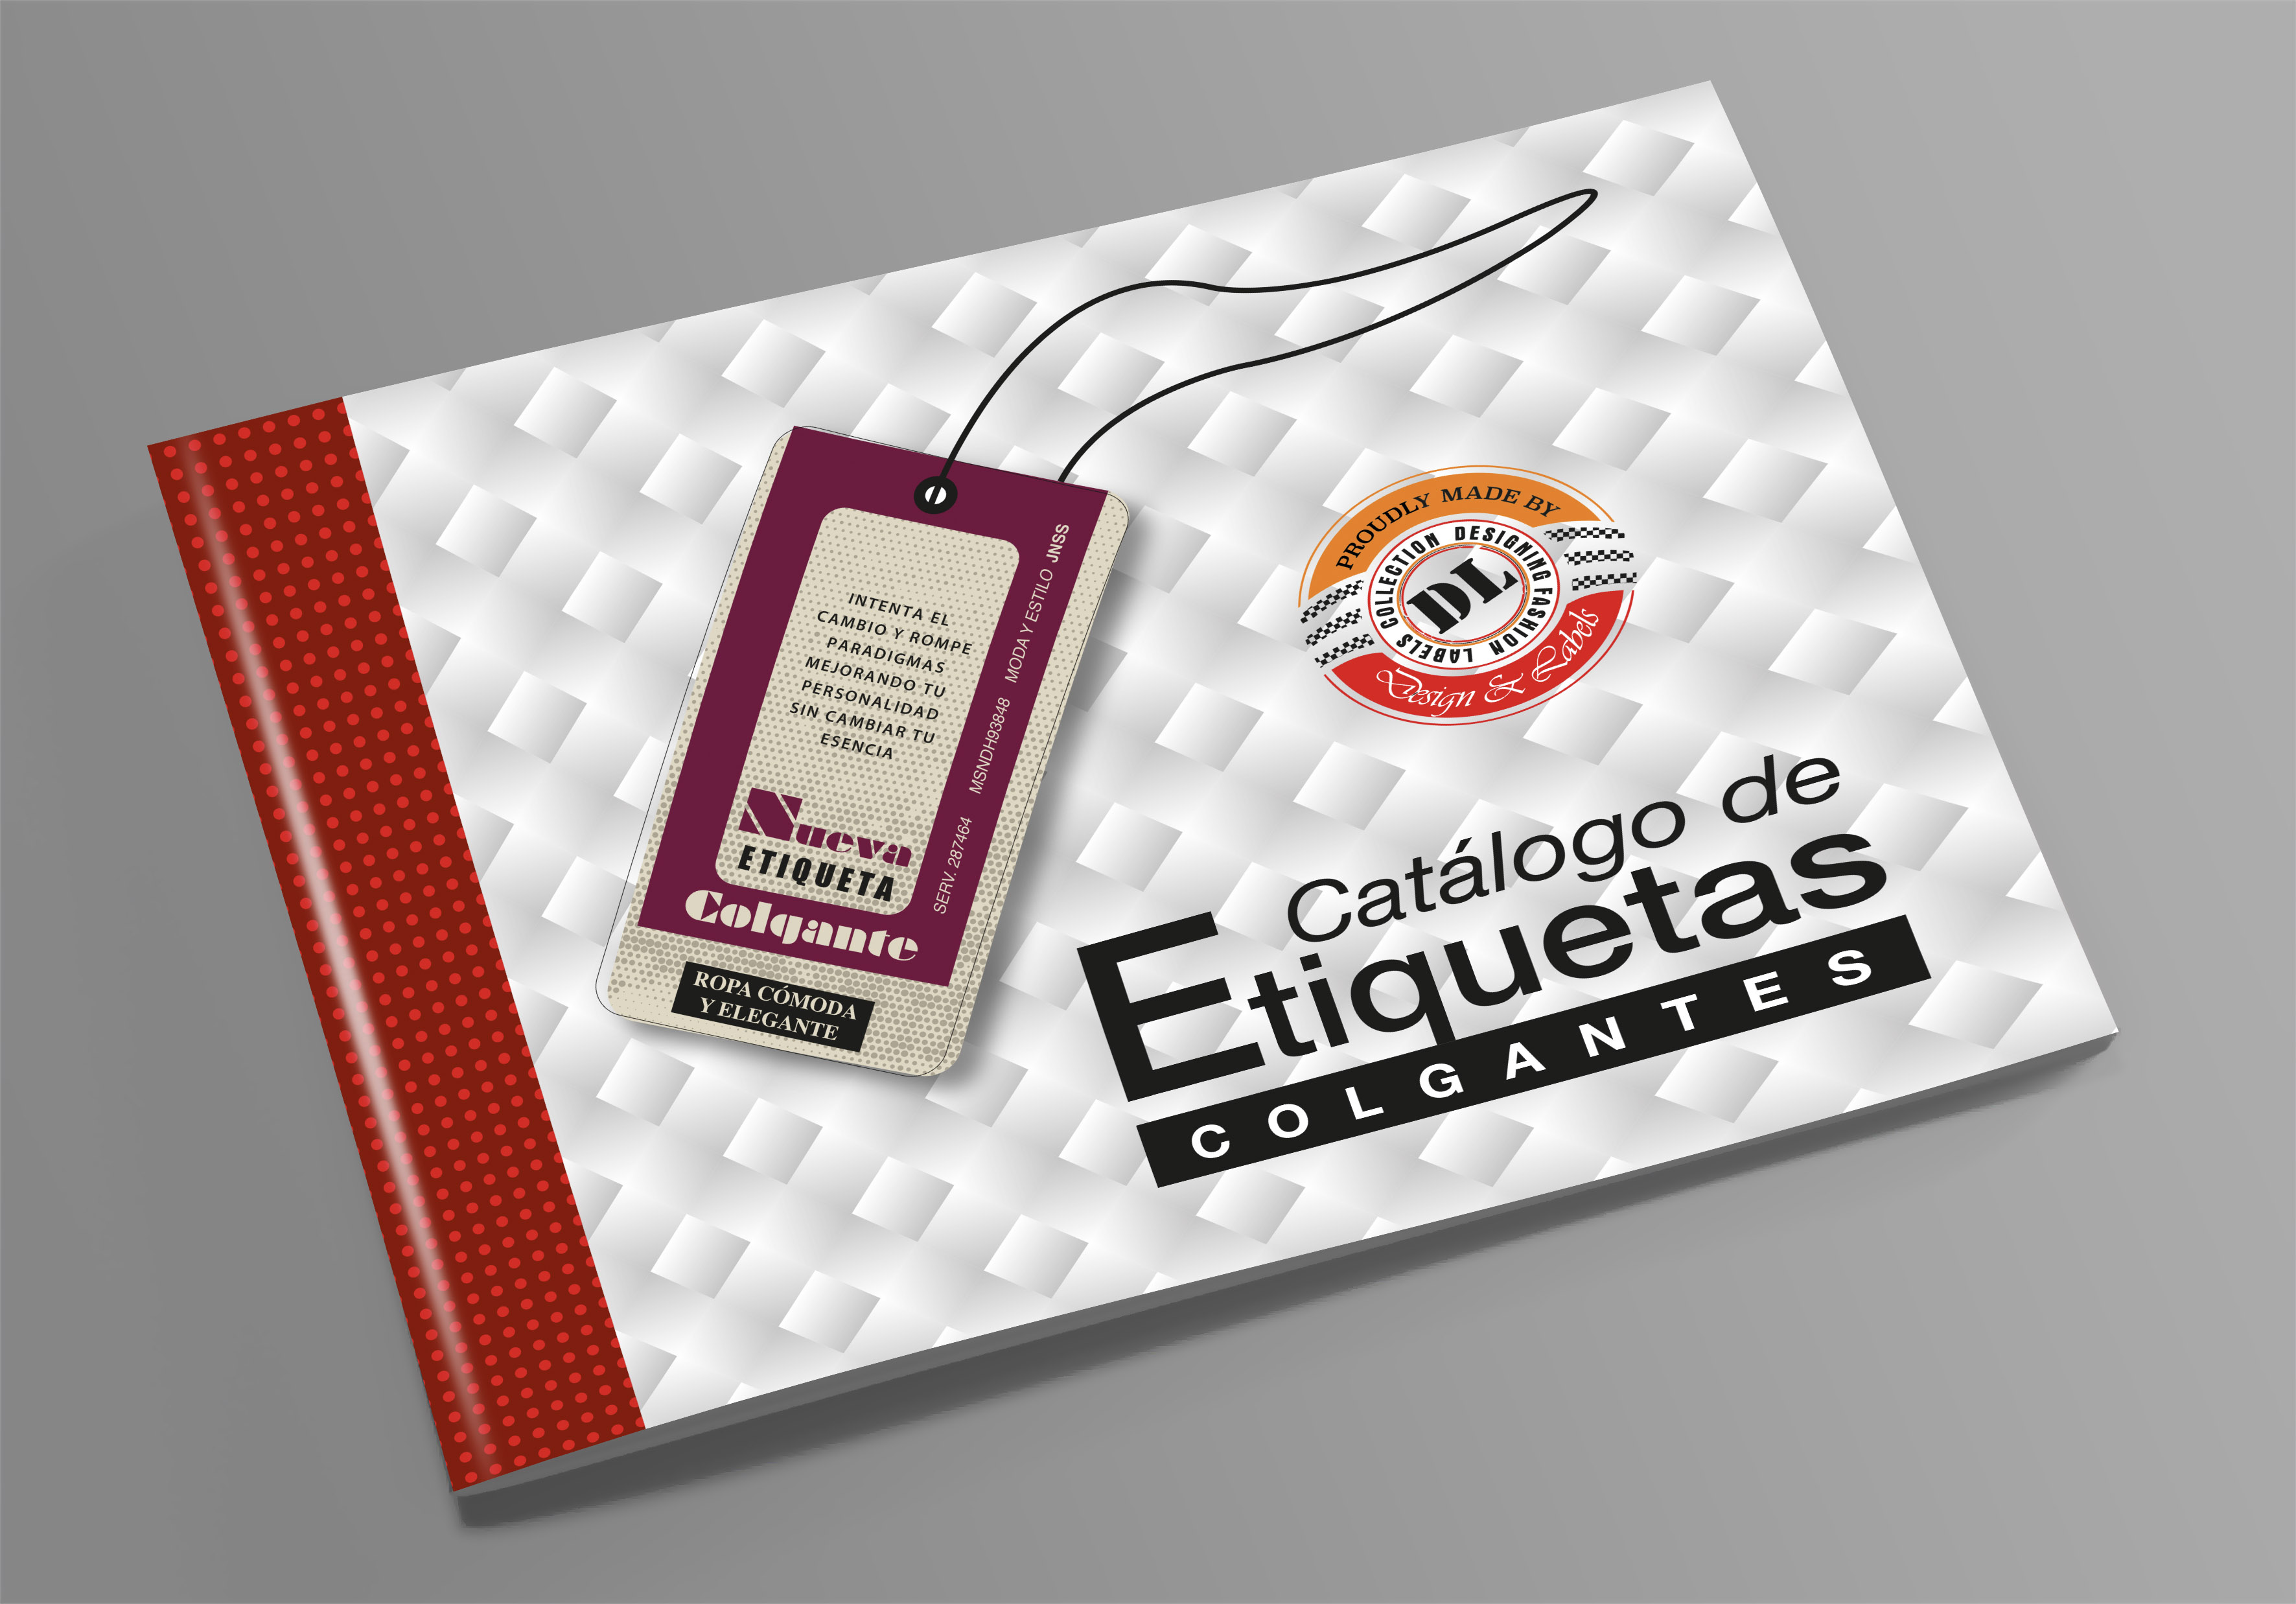 INTENTA EL
CAMBIO Y ROMPE
PARADIGMAS
MEJORANDO TU
PERSONALIDAD
SIN CAMBIAR TU
ESENCIA
Nueva
ETIQUETA
Colgante
SERV. 287464 MSNDH93848 MODA Y ESTILO JNSS
ROPA CÓMODA
Y ELEGANTE
PROUDLY MADE BY
COLLECTION DESIGNING FASHION LABELS
DL
Design & Labels
Catálogo de
Etiquetas
COLGANTES